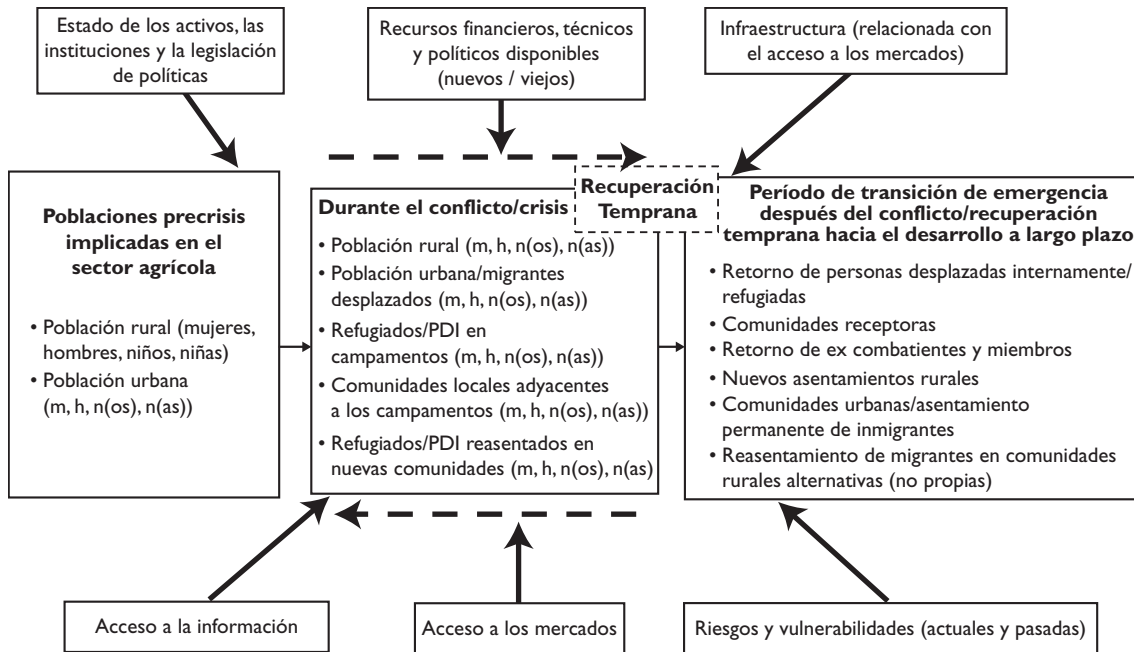 Estado de los activos, las
instituciones y la legislación
de políticas
Recursos financieros, técnicos
y políticos disponibles
(nuevos / viejos)
Infraestructura (relacionada con
el acceso a los mercados)
Poblaciones precrisis
implicadas en el
sector agrícola
• Población rural (mujeres,
hombres, niños, niñas)
• Población urbana
(m, h, n(os), n(as))
Durante el conflicto/crisis
• Población rural (m, h, n(os), n(as))
• Población urbana/migrantes
desplazados (m, h, n(os), n(as))
• Refugiados/PDI en
campamentos (m, h, n(os), n(as))
• Comunidades locales adyacentes
a los campamentos (m, h, n(os), n(as))
• Refugiados/PDI reasentados en
nuevas comunidades (m, h, n(os), n(as)
Recuperación
Temprana
Período de transición de emergencia
después del conflicto/recuperación
temprana hacia el desarrollo a largo plazo
• Retorno de personas desplazadas internamente/
refugiadas
• Comunidades receptoras
• Retorno de ex combatientes y miembros
• Nuevos asentamientos rurales
• Comunidades urbanas/asentamiento
permanente de inmigrantes
• Reasentamiento de migrantes en comunidades
rurales alternativas (no propias)
Acceso a la información
Acceso a los mercados
Riesgos y vulnerabilidades (actuales y pasadas)